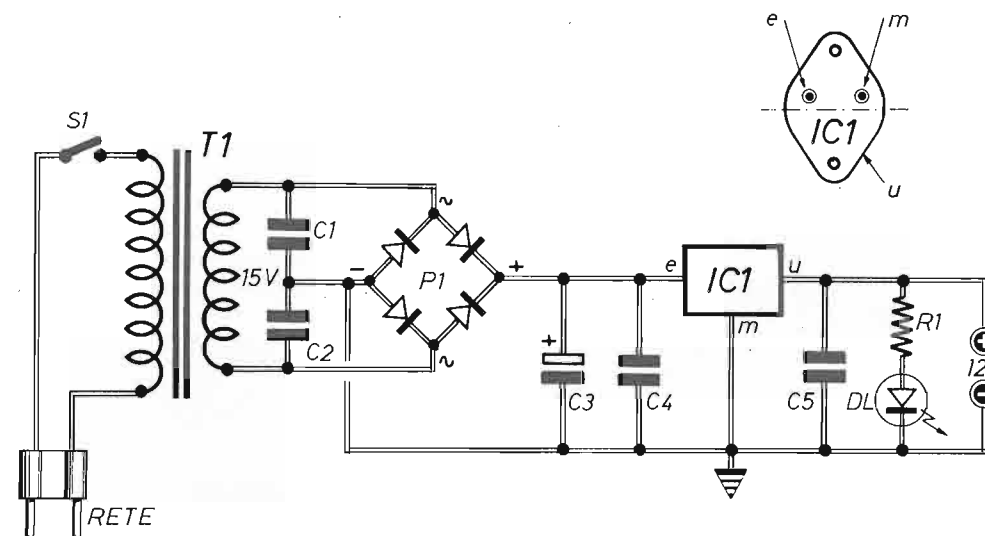 e
m
IC1
u
S1
T1
~
C1
15V
C2
-
P1
+
~
e
IC1
u
m
+
C3
C4
C5
R1
DL
+
12
-
RETE